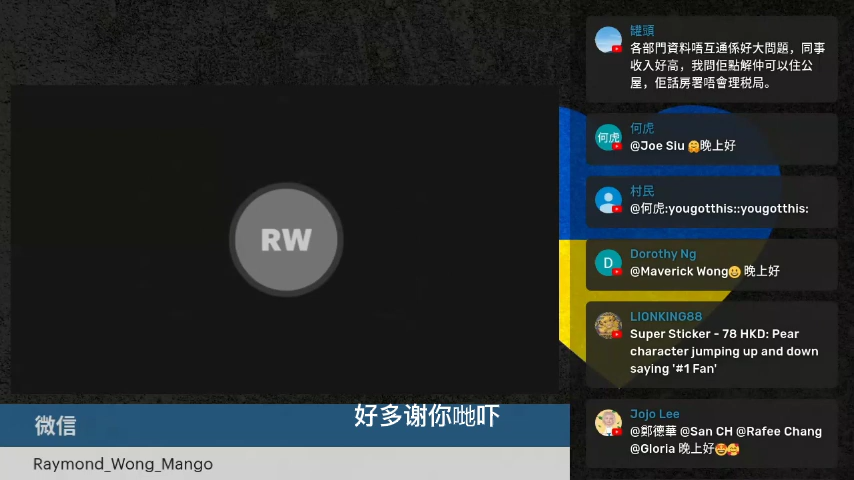 RW
好多谢你哋吓
微信
Raymond_Wong_Mango
罐頭
各部門資料唔互通係好大問題，同事
收入好高，我問佢點解仲可以住公
屋，佢話房署唔會理税局。
何虎
何虎
@Joe Siu 🤗晚上好
村民
@何虎:yougotthis::yougotthis:
D
Dorothy Ng
@Maverick Wong😃 晚上好
LIONKING88
Super Sticker - 78 HKD: Pear
character jumping up and down
saying '#1 Fan'
Jojo Lee
@鄭德華 @San CH @Rafee Chang
@Gloria 晚上好😍🥰